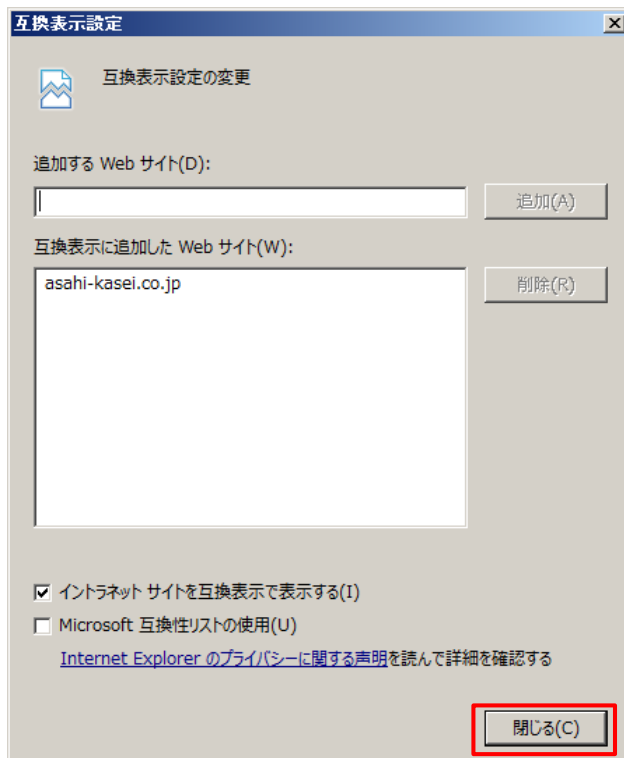 互換表示設定
互換表示設定の変更
追加する Web サイト(D):
追加(A)
互換表示に追加した Web サイト(W):
asahi-kasei.co.jp
削除(R)
イントラネット サイトを互換表示で表示する(I)
Microsoft 互換性リストの使用(U)
Internet Explorer のプライバシーに関する声明を読んで詳細を確認する
閉じる(C)